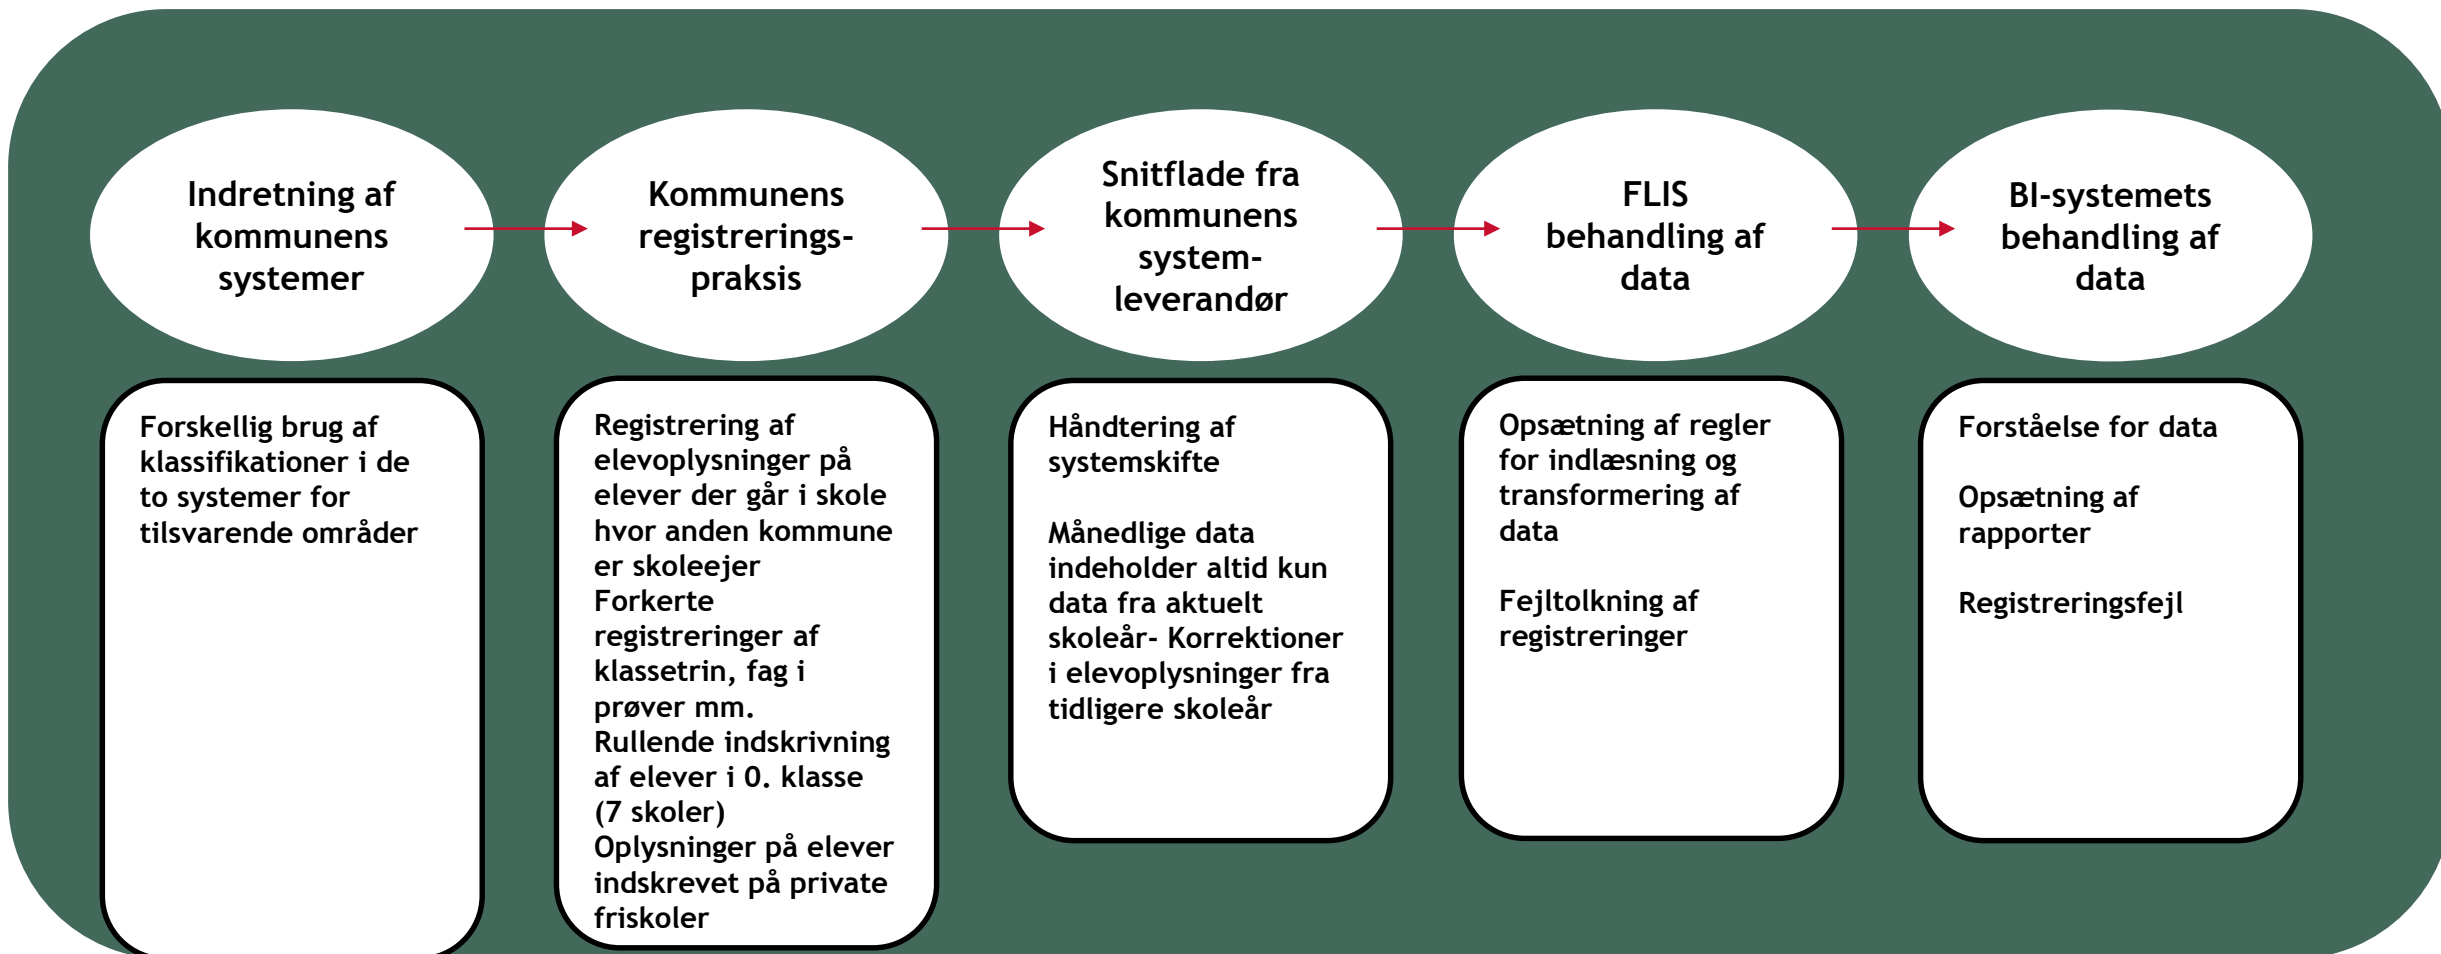 Indretning af
kommunens
systemer
Kommunens
registrerings-
praksis
Snitflade fra
kommunens
system-
leverandør
FLIS
behandling af
data
BI-systemets
behandling af
data
Forskellig brug af
klassifikationer i de
to systemer for
tilsvarende områder
Registrering af
elevoplysninger på
elever der går i skole
hvor anden kommune
er skoleejer
Forkerte
registreringer af
klassetrin, fag i
prøver mm.
Rullende indskrivning
af elever i 0. klasse
(7 skoler)
Oplysninger på elever
indskrevet på private
friskoler
Håndtering af
systemskifte
Månedlige data
indeholder altid kun
data fra aktuelt
skoleår- Korrektioner
i elevoplysninger fra
tidligere skoleår
Opsætning af regler
for indlæsning og
transformering af
data
Fejltolkning af
registreringer
Forståelse for data
Opsætning af
rapporter
Registreringsfejl